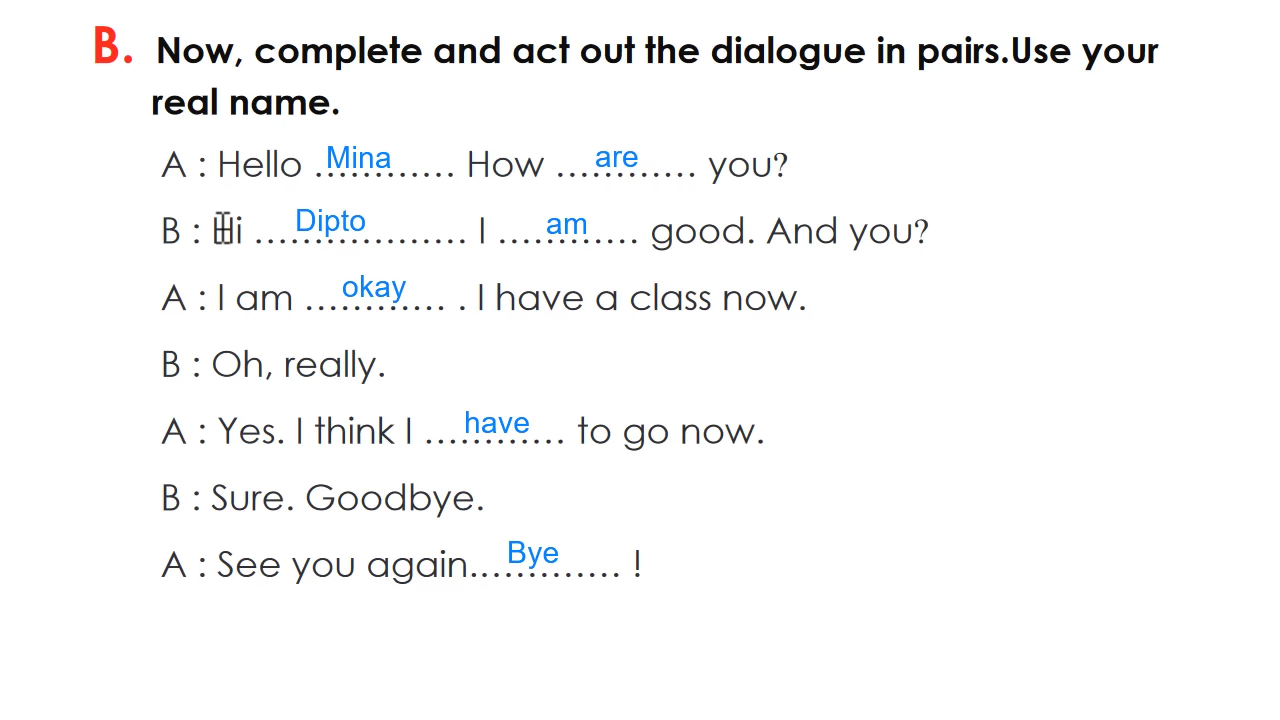 B. Now, complete and act out the dialogue in pairs.Use your
real name.
A : Hello ...Mina......... How ...are......... you?
B : Hi ...Dipto................ I ...am......... good. And you?
A : I am ...okay......... . I have a class now.
B : Oh, really.
A : Yes. I think I ...have......... to go now.
B : Sure. Goodbye.
A : See you again....Bye......... !